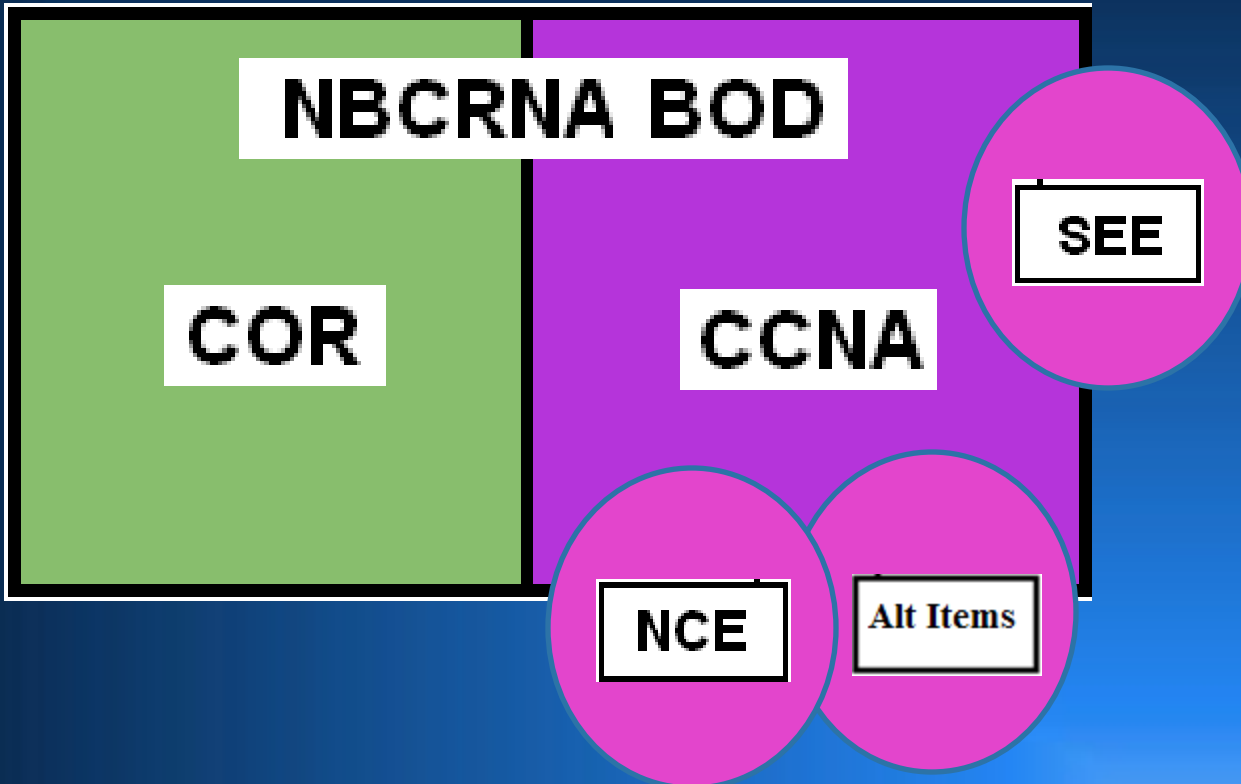 NBCRNA BOD
SEE
COR
CCNA
NCE
Alt Items